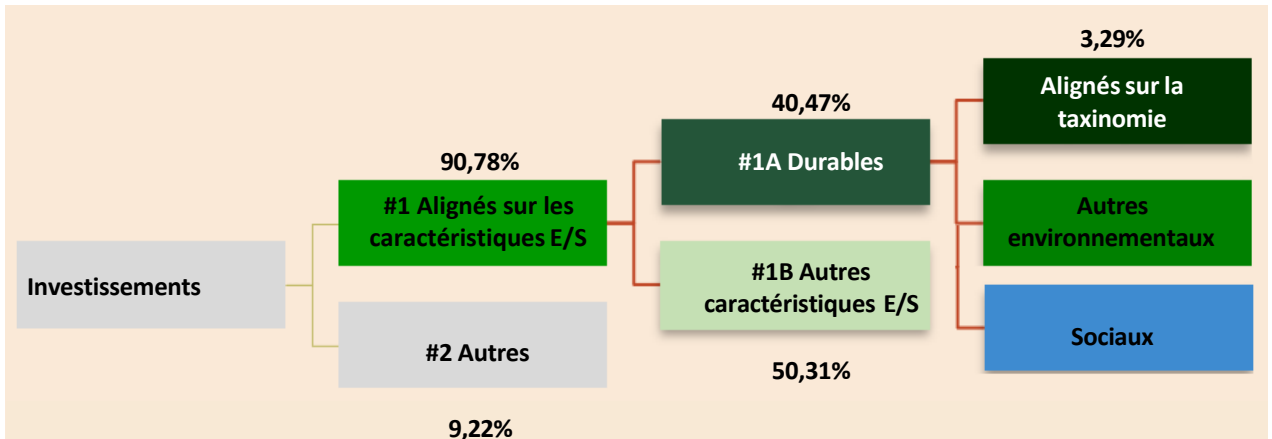 3,29%
Alignés sur la
taxinomie
40,47%
#1A Durables
90,78%
#1 Alignés sur les
caractéristiques E/S
Autres
environnementaux
#1B Autres
caractéristiques E/S
Investissements
#2 Autres
Sociaux
50,31%
9,22%